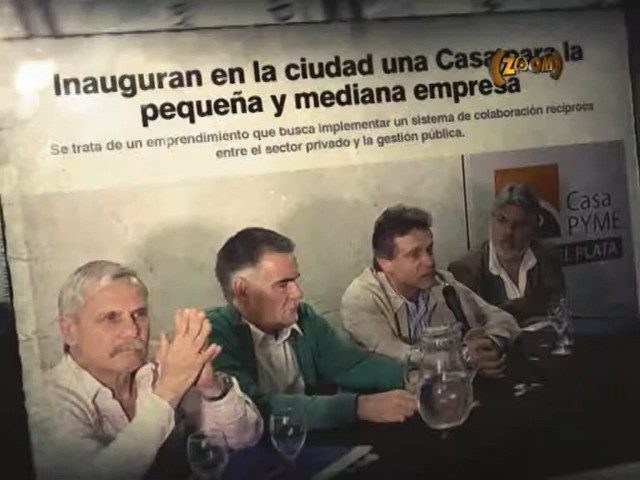 Inauguran en la ciudad una Casa para la
pequeña y mediana empresa
Se trata de un emprendimiento que busca implementar un sistema de colaboración recíproca
entre el sector privado y la gestión pública.
(zoom)
Casa
PYME
EL PLATA